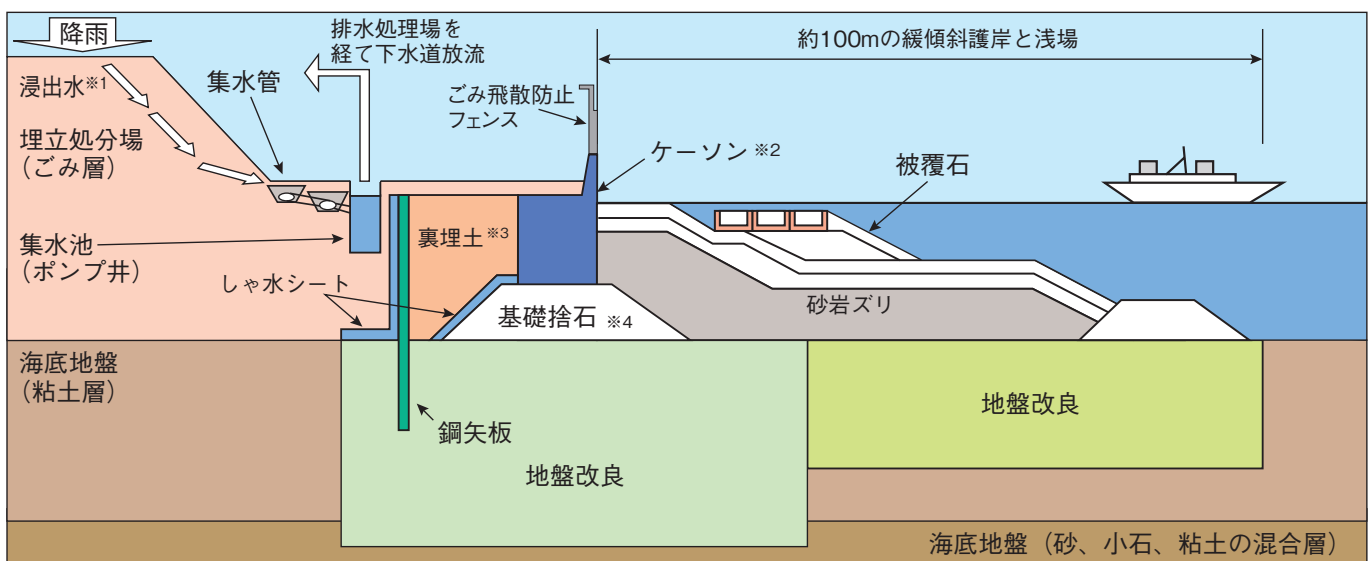 降雨
排水処理場を
経て下水道放流
約100mの緩傾斜護岸と浅場
浸出水※1
集水管
ごみ飛散防止
フェンス
埋立処分場
(ごみ層)
ケーソン ※2
被覆石
集水池
(ポンプ井)
裏埋土※3
しゃ水シート
基礎捨石 ※4
砂岩ズリ
海底地盤
(粘土層)
地盤改良
鋼矢板
地盤改良
海底地盤(砂、小石、粘土の混合層)